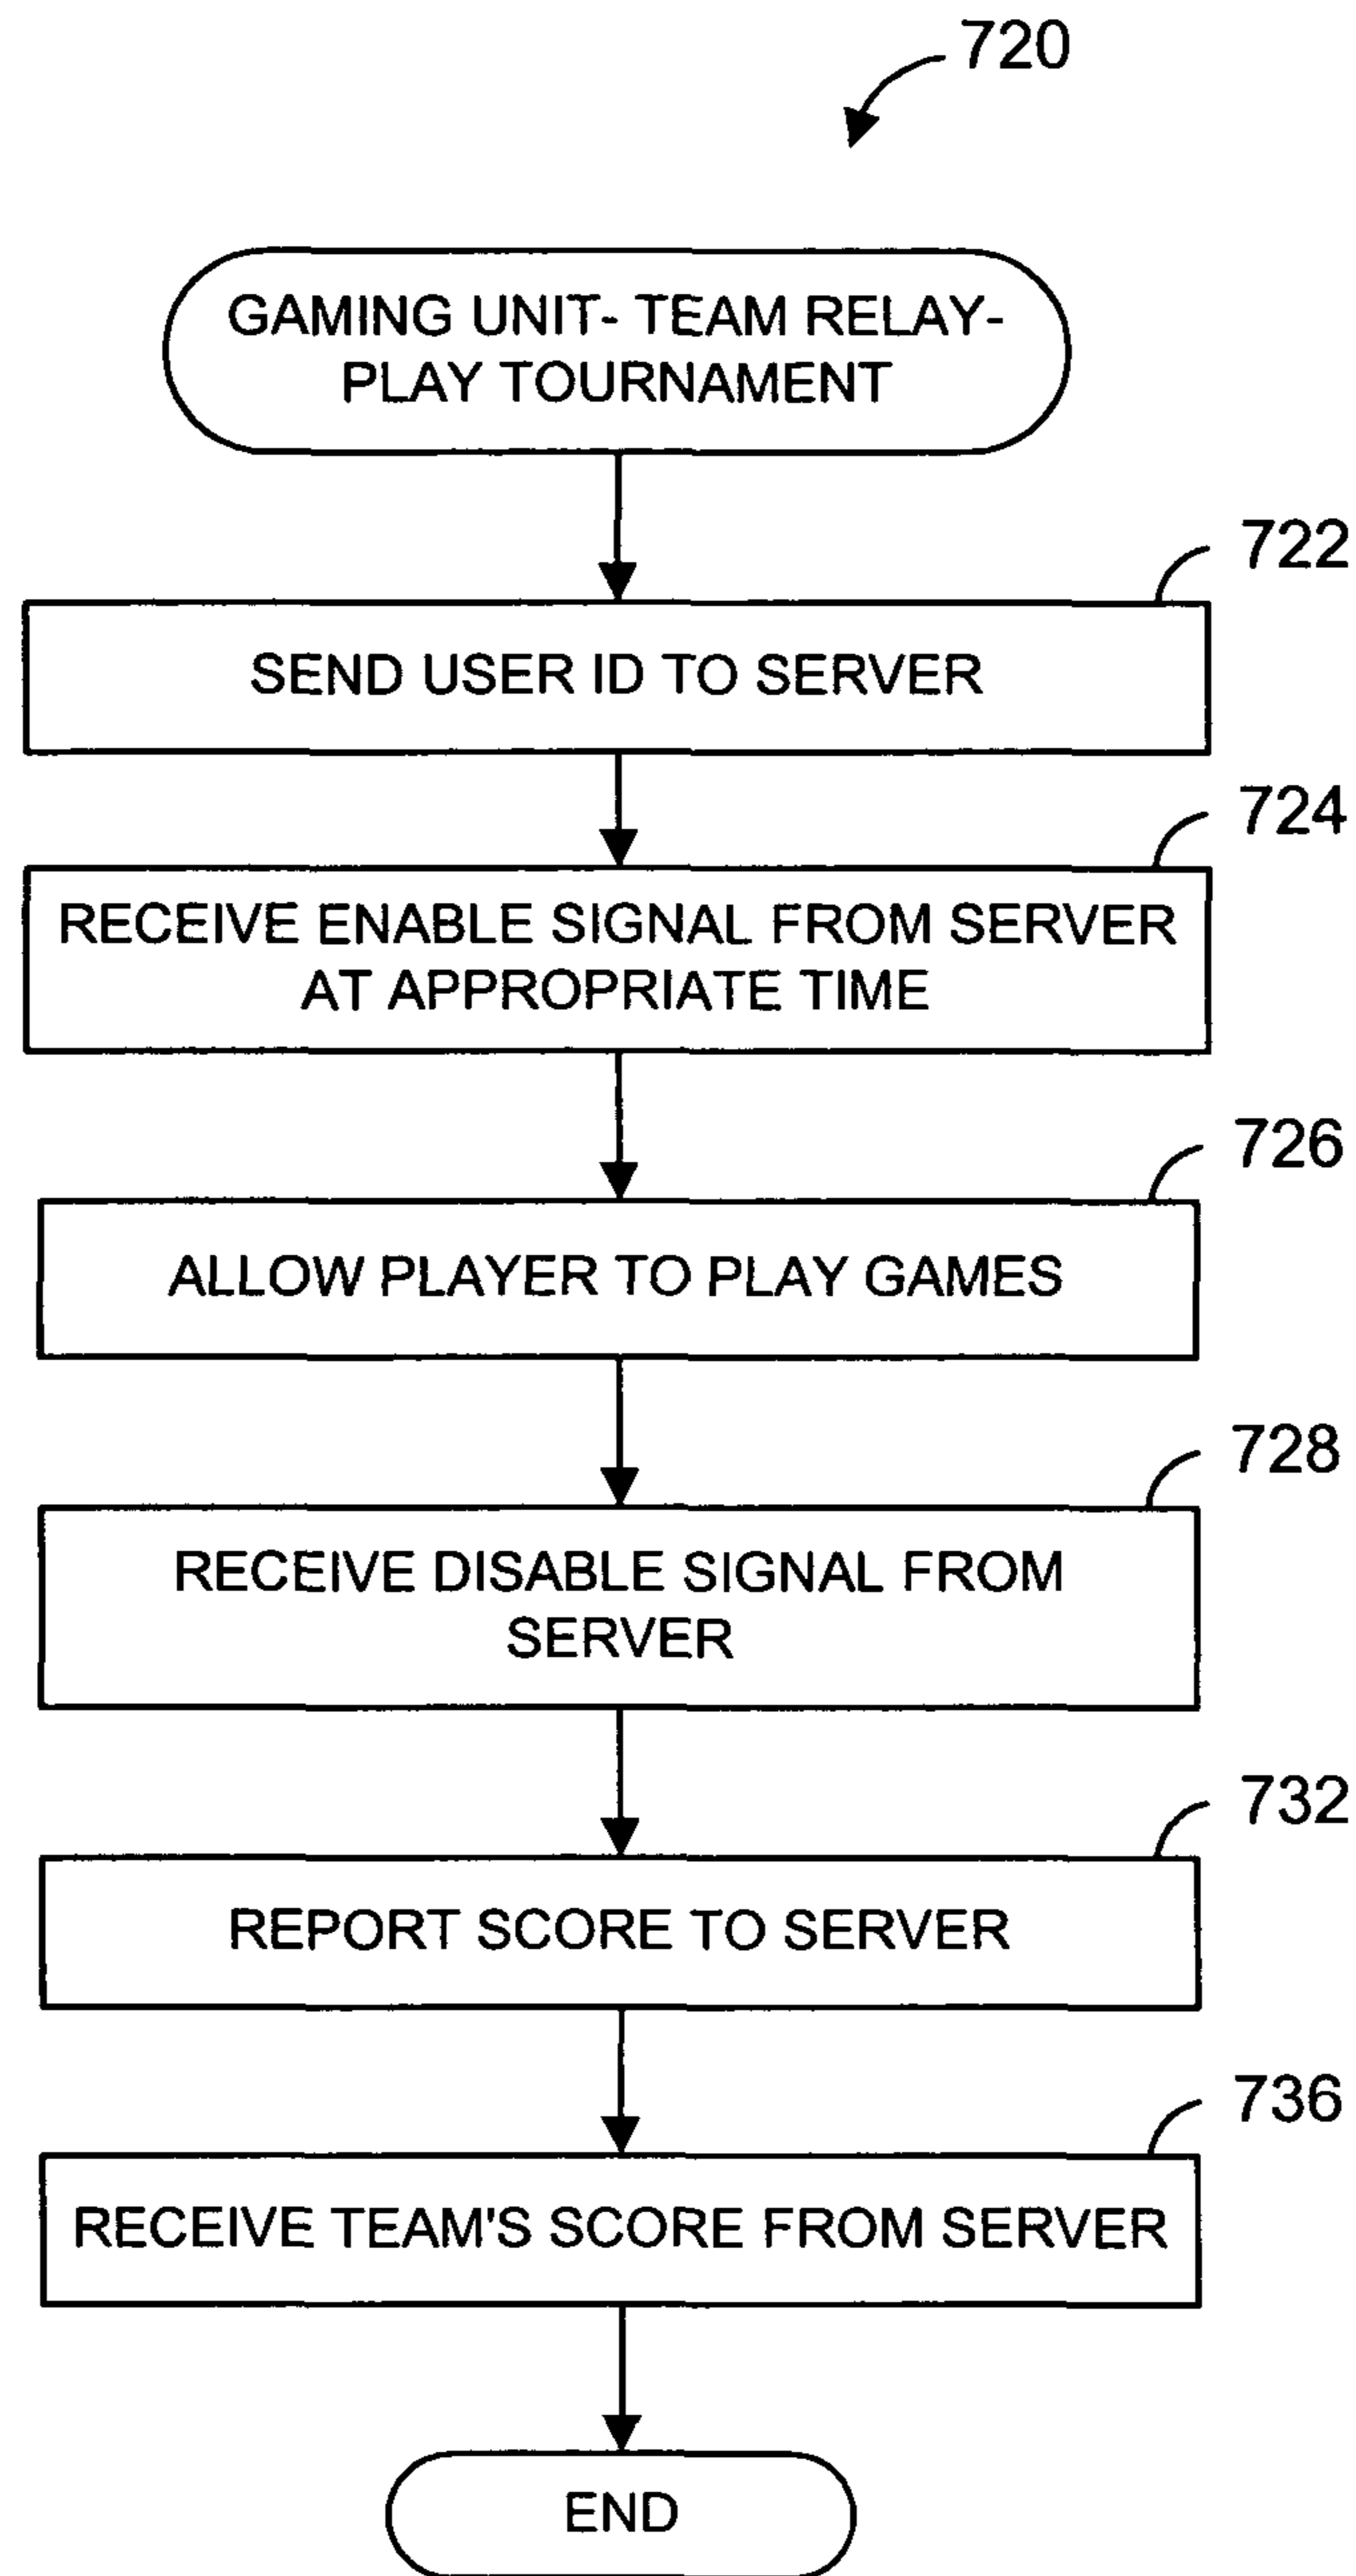 720
GAMING UNIT- TEAM RELAY-
PLAY TOURNAMENT
722
SEND USER ID TO SERVER
724
RECEIVE ENABLE SIGNAL FROM SERVER
AT APPROPRIATE TIME
726
ALLOW PLAYER TO PLAY GAMES
728
RECEIVE DISABLE SIGNAL FROM
SERVER
732
REPORT SCORE TO SERVER
736
RECEIVE TEAM'S SCORE FROM SERVER
END